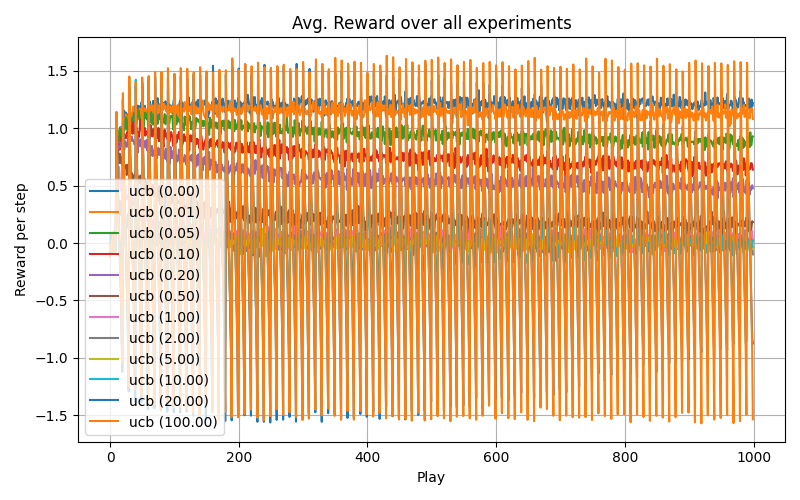 Avg. Reward over all experiments
Reward per step
1.5
1.0
0.5
0.0
−0.5
−1.0
−1.5
ucb (0.00)
ucb (0.01)
ucb (0.05)
ucb (0.10)
ucb (0.20)
ucb (0.50)
ucb (1.00)
ucb (2.00)
ucb (5.00)
ucb (10.00)
ucb (20.00)
ucb (100.00)
0 200 400 600 800 1000
Play